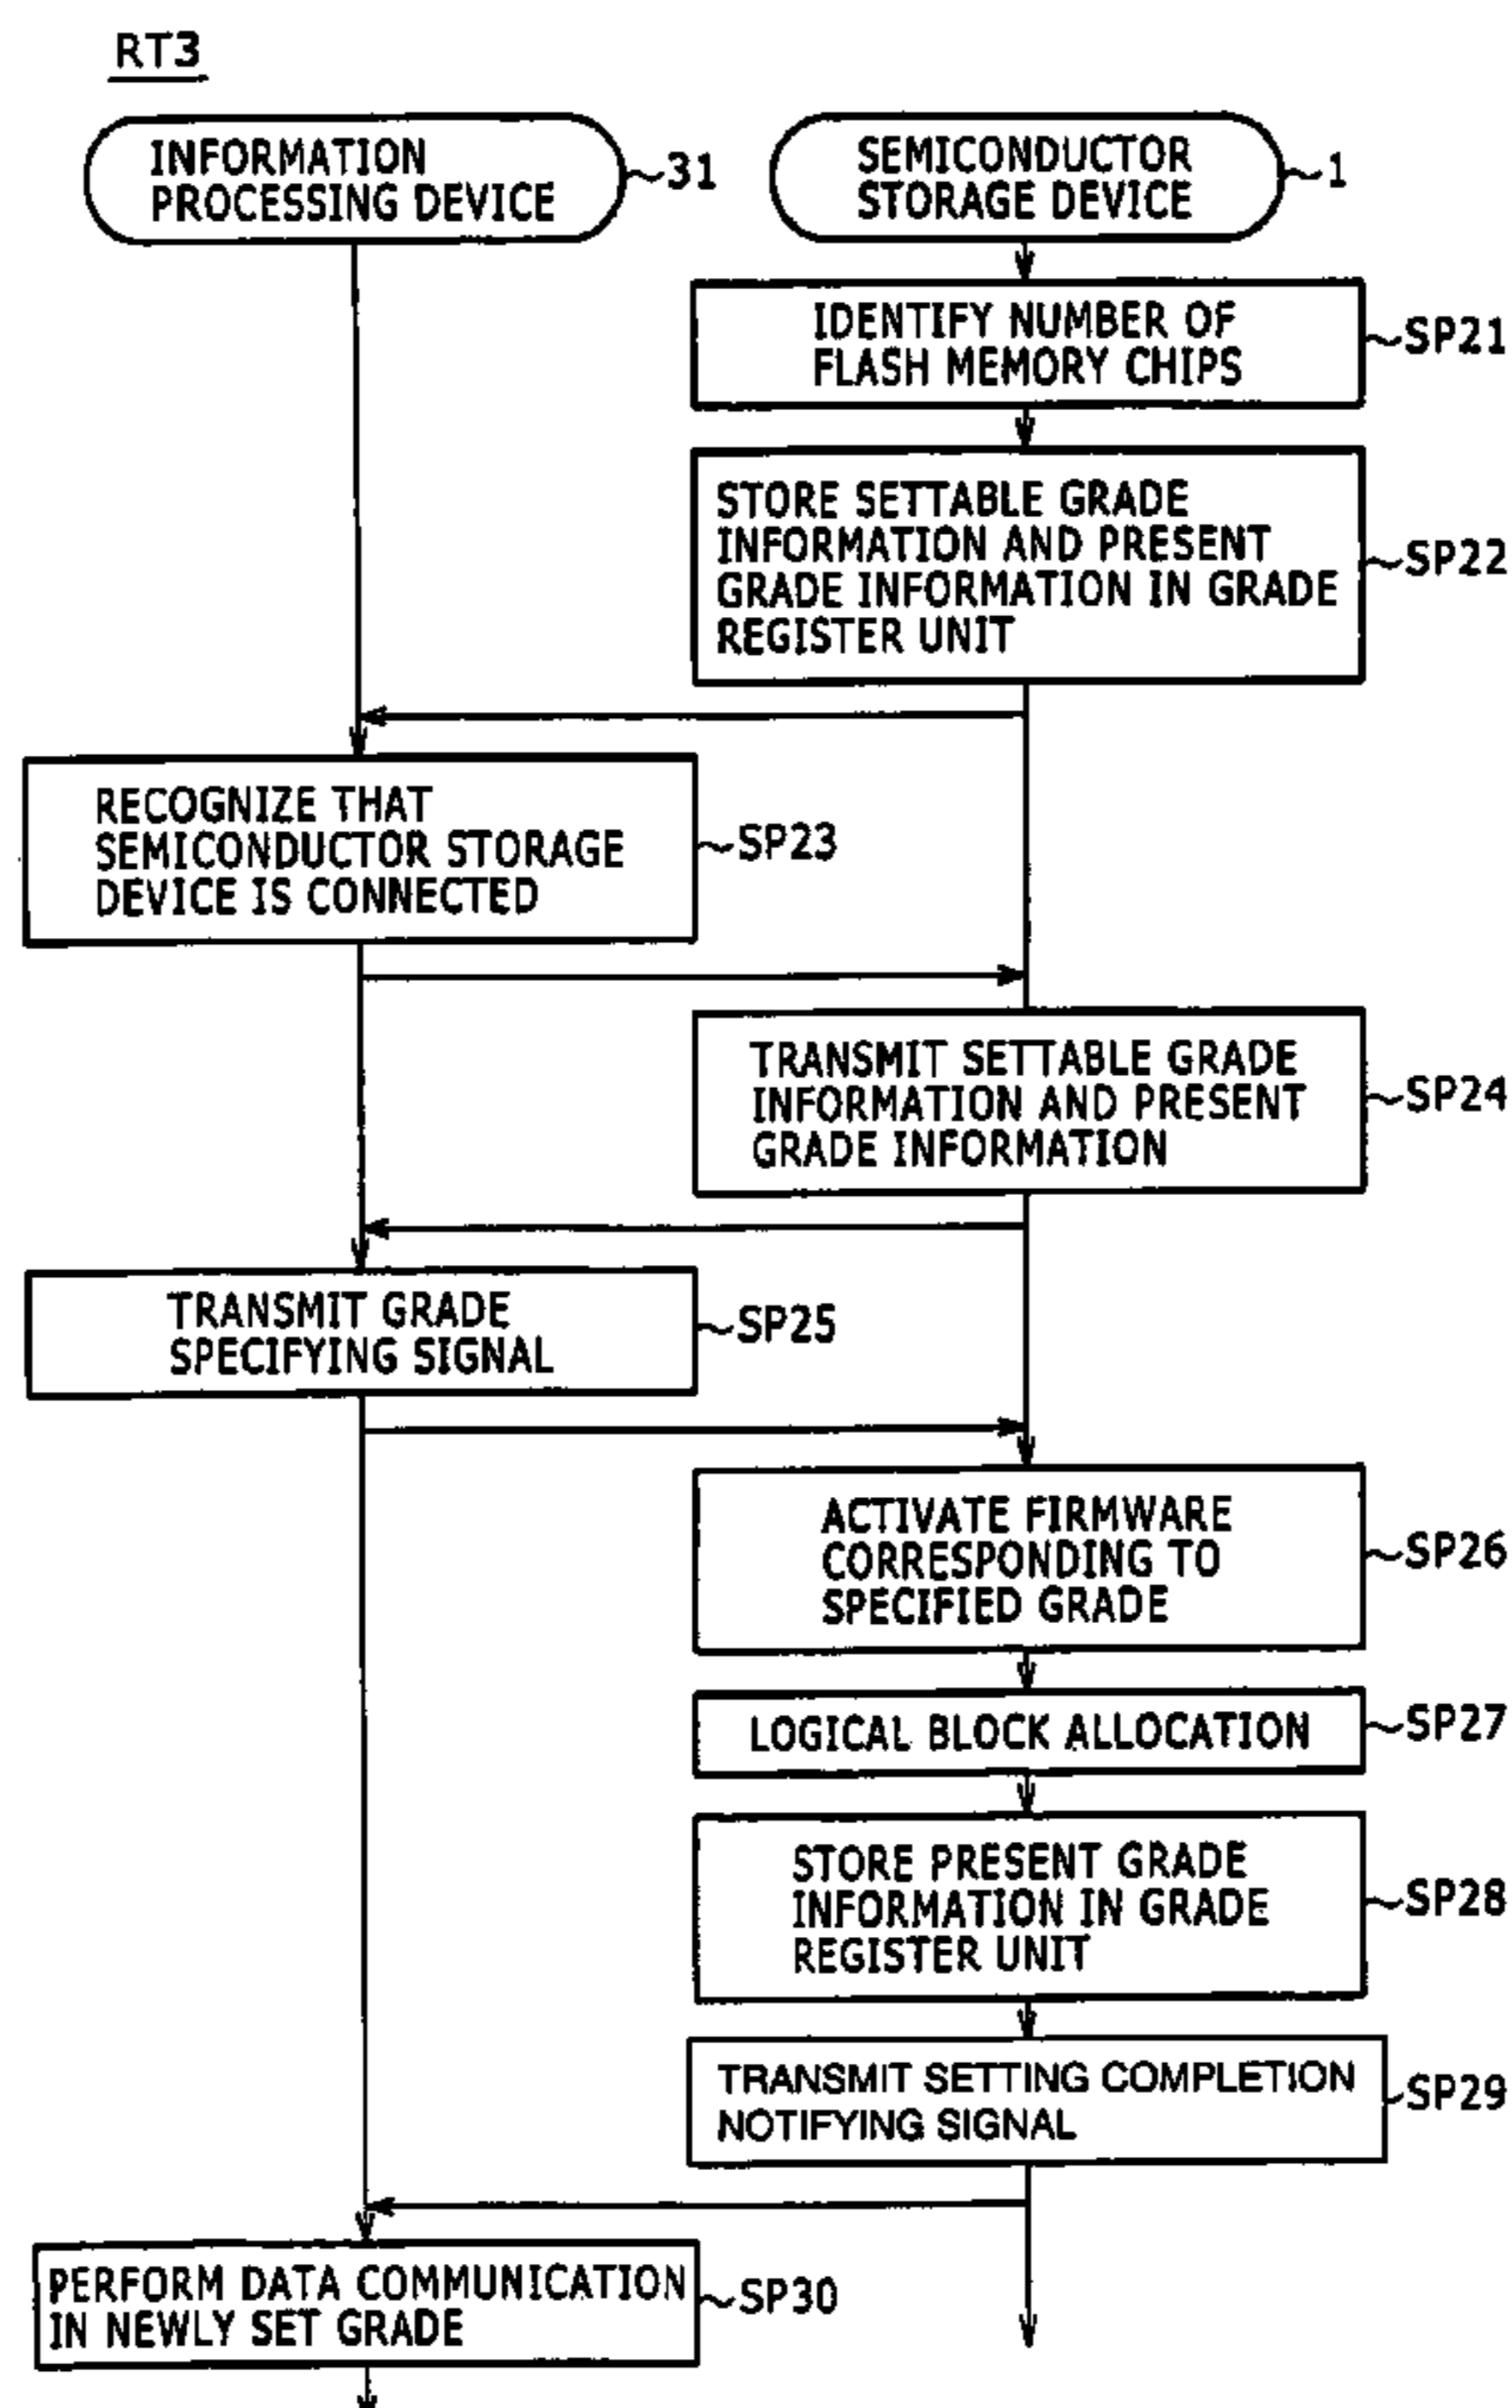 RT3
INFORMATION
PROCESSING DEVICE
31
SEMICONDUCTOR
STORAGE DEVICE
1
IDENTIFY NUMBER OF
FLASH MEMORY CHIPS
SP21
STORE SETTABLE GRADE
INFORMATION AND PRESENT
GRADE INFORMATION IN GRADE
REGISTER UNIT
SP22
RECOGNIZE THAT
SEMICONDUCTOR STORAGE
DEVICE IS CONNECTED
SP23
TRANSMIT SETTABLE GRADE
INFORMATION AND PRESENT
GRADE INFORMATION
SP24
TRANSMIT GRADE
SPECIFYING SIGNAL
SP25
ACTIVATE FIRMWARE
CORRESPONDING TO
SPECIFIED GRADE
SP26
LOGICAL BLOCK ALLOCATION
SP27
STORE PRESENT GRADE
INFORMATION IN GRADE
REGISTER UNIT
SP28
TRANSMIT SETTING COMPLETION
NOTIFYING SIGNAL
SP29
PERFORM DATA COMMUNICATION
IN NEWLY SET GRADE
SP30